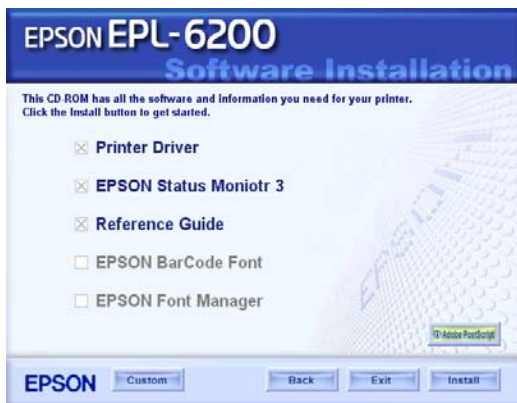 EPSON EPL-6200
Software Installation
This CD-ROM has all the software and information you need for your printer.
Click the Install button to get started.
Printer Driver
EPSON Status Moniotr 3
Reference Guide
EPSON BarCode Font
EPSON Font Manager
EPSON
Adobe PostScript
EPSON
Custom
Back
Exit
Install